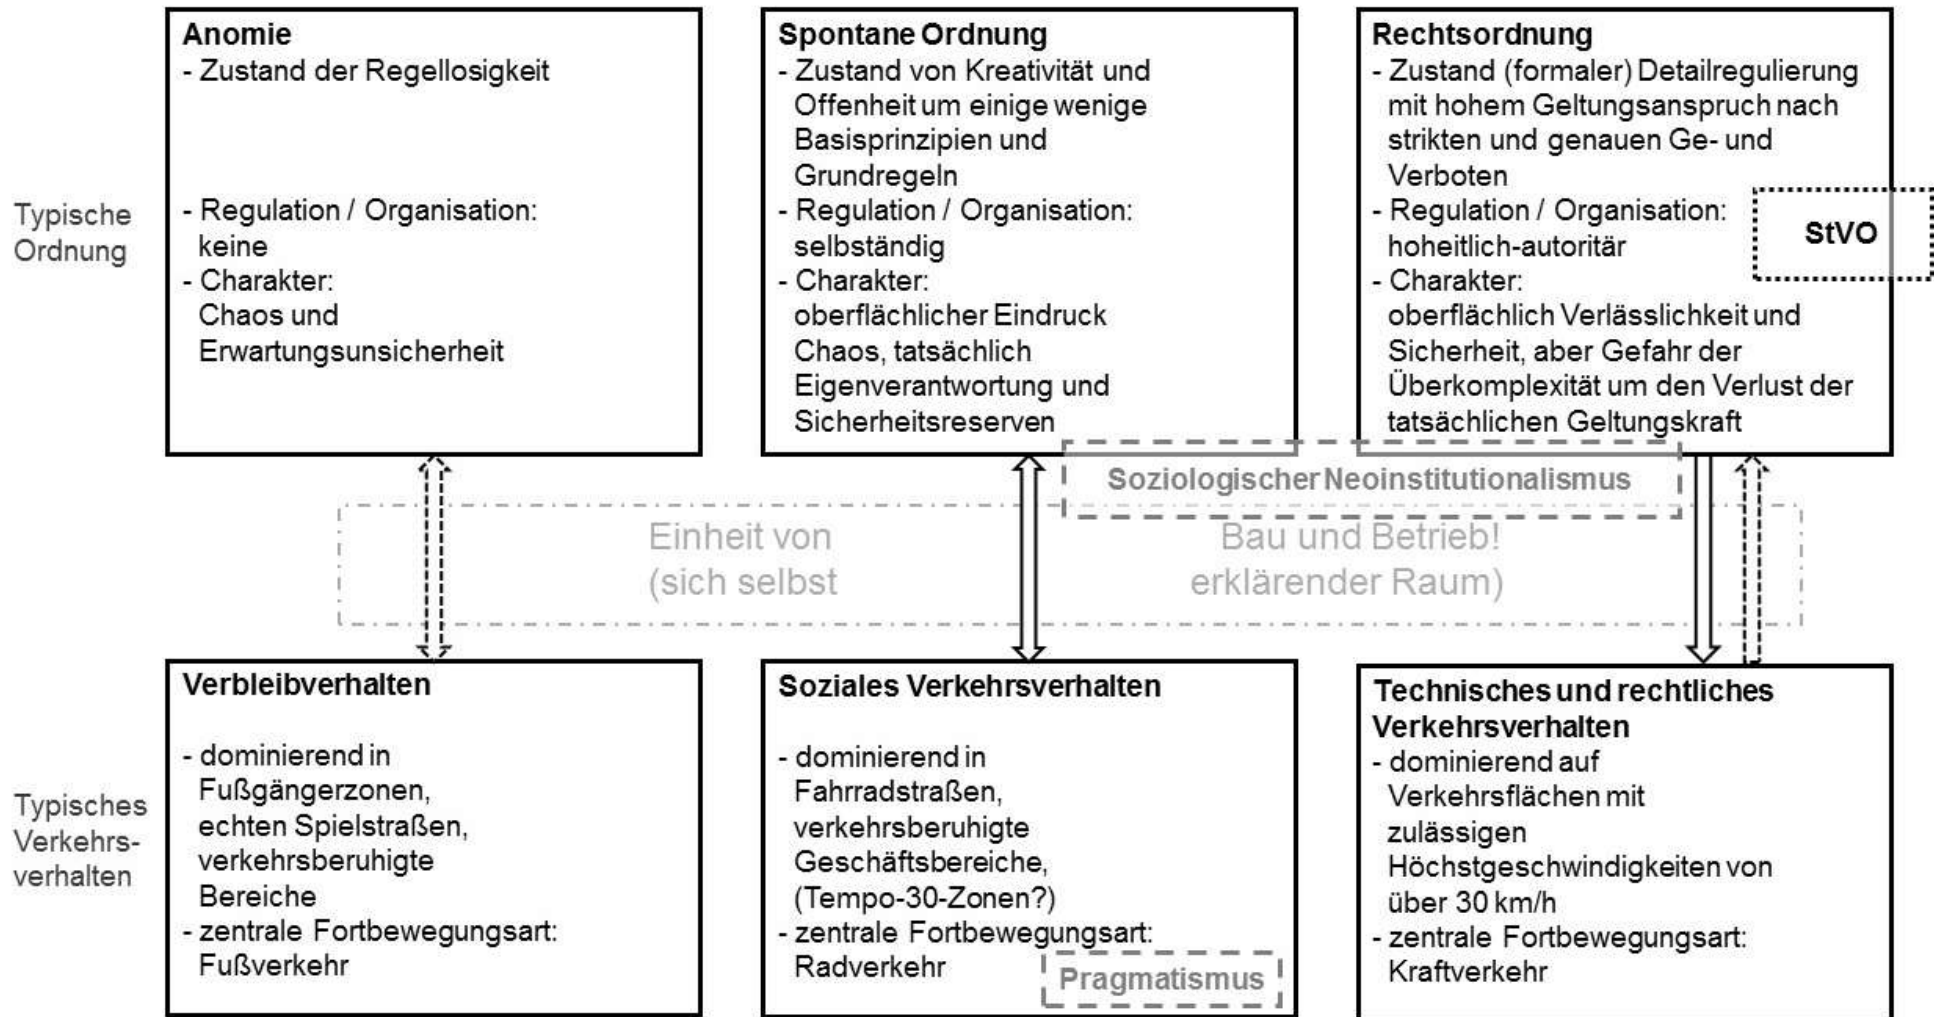 Typische
Ordnung
Anomie
- Zustand der Regellosigkeit
- Regulation / Organisation:
keine
- Charakter:
Chaos und
Erwartungsunsicherheit
Spontane Ordnung
- Zustand von Kreativität und
Offenheit um einige wenige
Basisprinzipien und
Grundregeln
- Regulation / Organisation:
selbständig
- Charakter:
oberflächlicher Eindruck
Chaos, tatsächlich
Eigenverantwortung und
Sicherheitsreserven
Rechtsordnung
- Zustand (formaler) Detailregulierung
mit hohem Geltungsanspruch nach
strikten und genauen Ge- und
Verboten
- Regulation / Organisation:
hoheitlich-autoritär
- Charakter:
oberflächlich Verlässlichkeit und
Sicherheit, aber Gefahr der
Überkomplexität um den Verlust der
tatsächlichen Geltungskraft
StVO
Soziologischer Neoinstitutionalismus
Einheit von Bau und Betrieb!
(sich selbst erklärender Raum)
Typisches
Verkehrs-
verhalten
Verbleibverhalten
- dominierend in
Fußgängerzonen,
echten Spielstraßen,
verkehrsberuhigte
Bereiche
- zentrale Fortbewegungsart:
Fußverkehr
Soziales Verkehrsverhalten
- dominierend in
Fahrradstraßen,
verkehrsberuhigte
Geschäftsbereiche,
(Tempo-30-Zonen?)
- zentrale Fortbewegungsart:
Radverkehr
Pragmatismus
Technisches und rechtliches
Verkehrsverhalten
- dominierend auf
Verkehrsflächen mit
zulässigen
Höchstgeschwindigkeiten von
über 30 km/h
- zentrale Fortbewegungsart:
Kraftverkehr